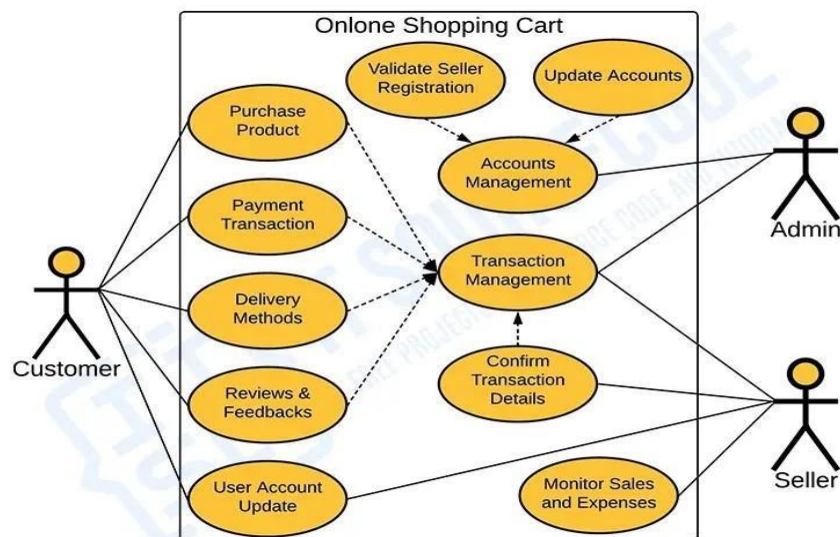 Onlone Shopping Cart
Validate Seller
Registration
Update Accounts
Purchase
Product
Accounts
Management
Payment
Transaction
Admin
Transaction
Management
Delivery
Methods
Customer
Confirm
Transaction
Details
Reviews &
Feedbacks
Seller
User Account
Update
Monitor Sales
and Expenses